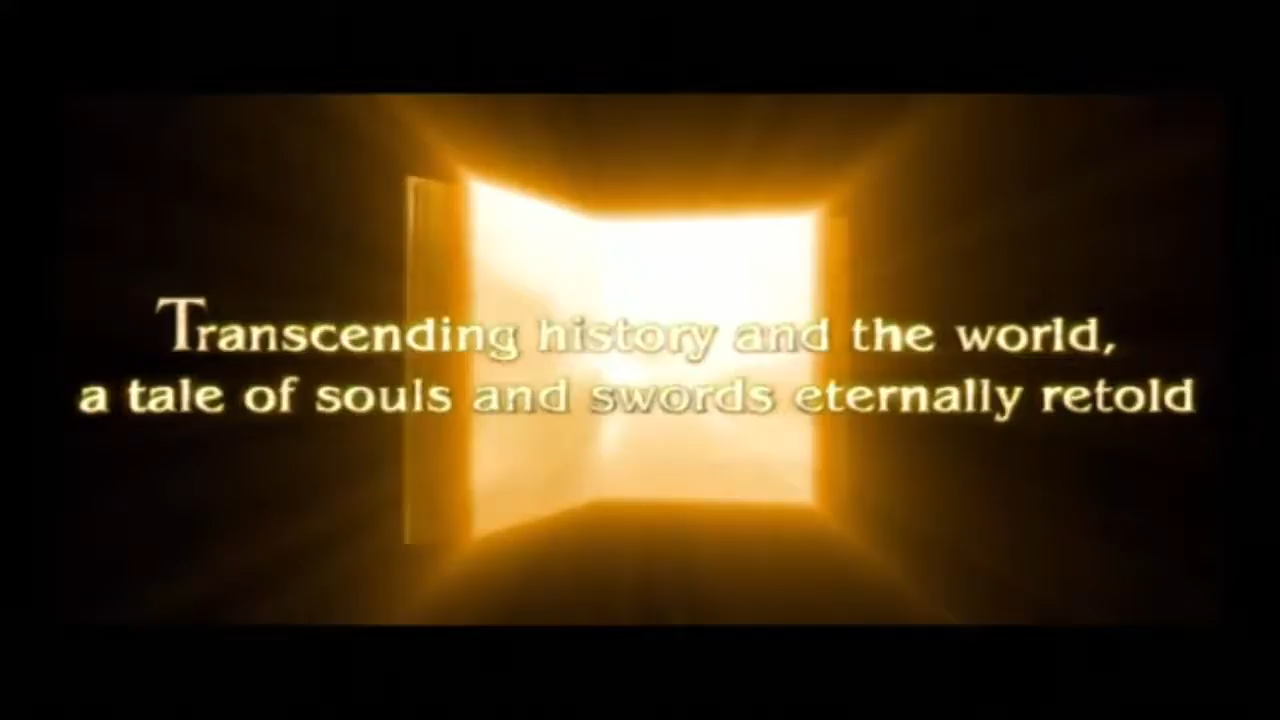 Transcending history and the world,
a tale of souls and swords eternally retold